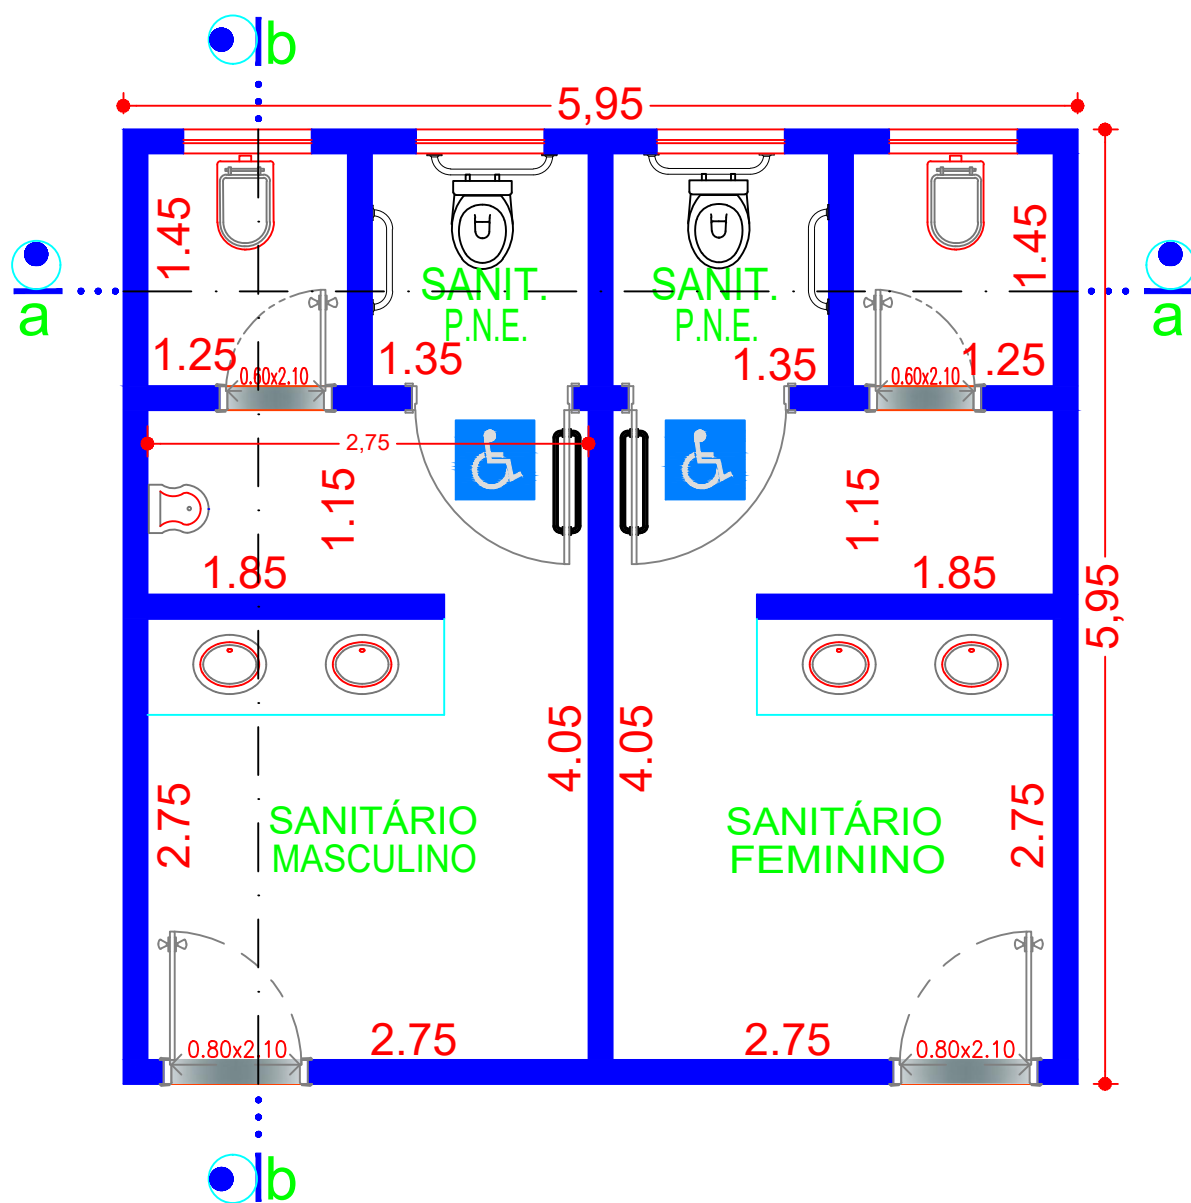 b
5,95
1.45
1.45
a
SANIT.
P.N.E.
SANIT.
P.N.E.
a
1.25
0.60x2.10
1.35
1.35
0.60x2.10
1.25
2,75
1.15
1.15
1.85
1.85
5,95
4.05
4.05
2.75
SANITÁRIO
MASCULINO
SANITÁRIO
FEMININO
2.75
0.80x2.10
2.75
2.75
0.80x2.10
b